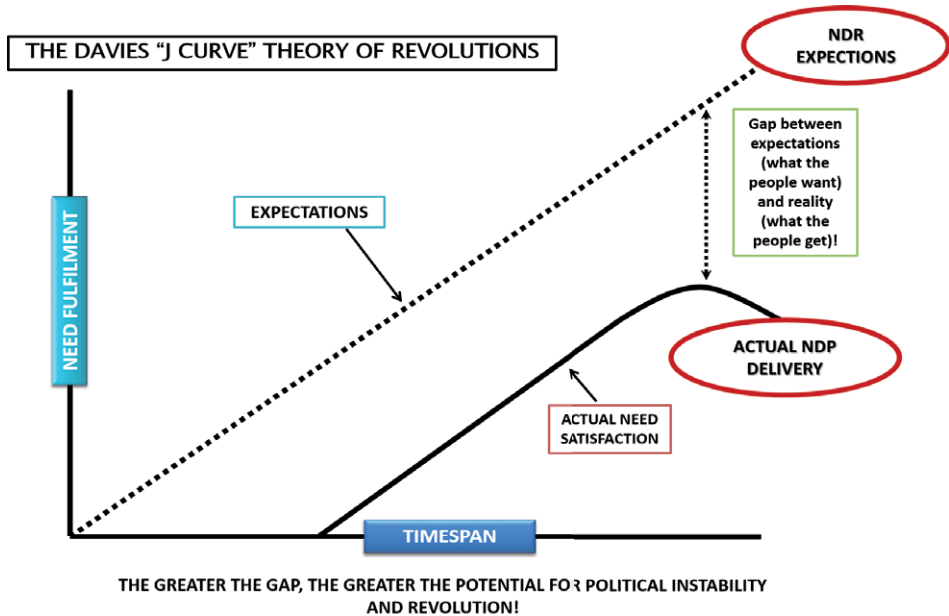 THE DAVIES “J CURVE” THEORY OF REVOLUTIONS
NDR
EXPECTIONS
Gap between
expectations
(what the
people want)
and reality
(what the
people get)!
EXPECTATIONS
NEED FULFILMENT
ACTUAL NDP
DELIVERY
ACTUAL NEED
SATISFACTION
TIMESPAN
THE GREATER THE GAP, THE GREATER THE POTENTIAL FOR POLITICAL INSTABILITY
AND REVOLUTION!